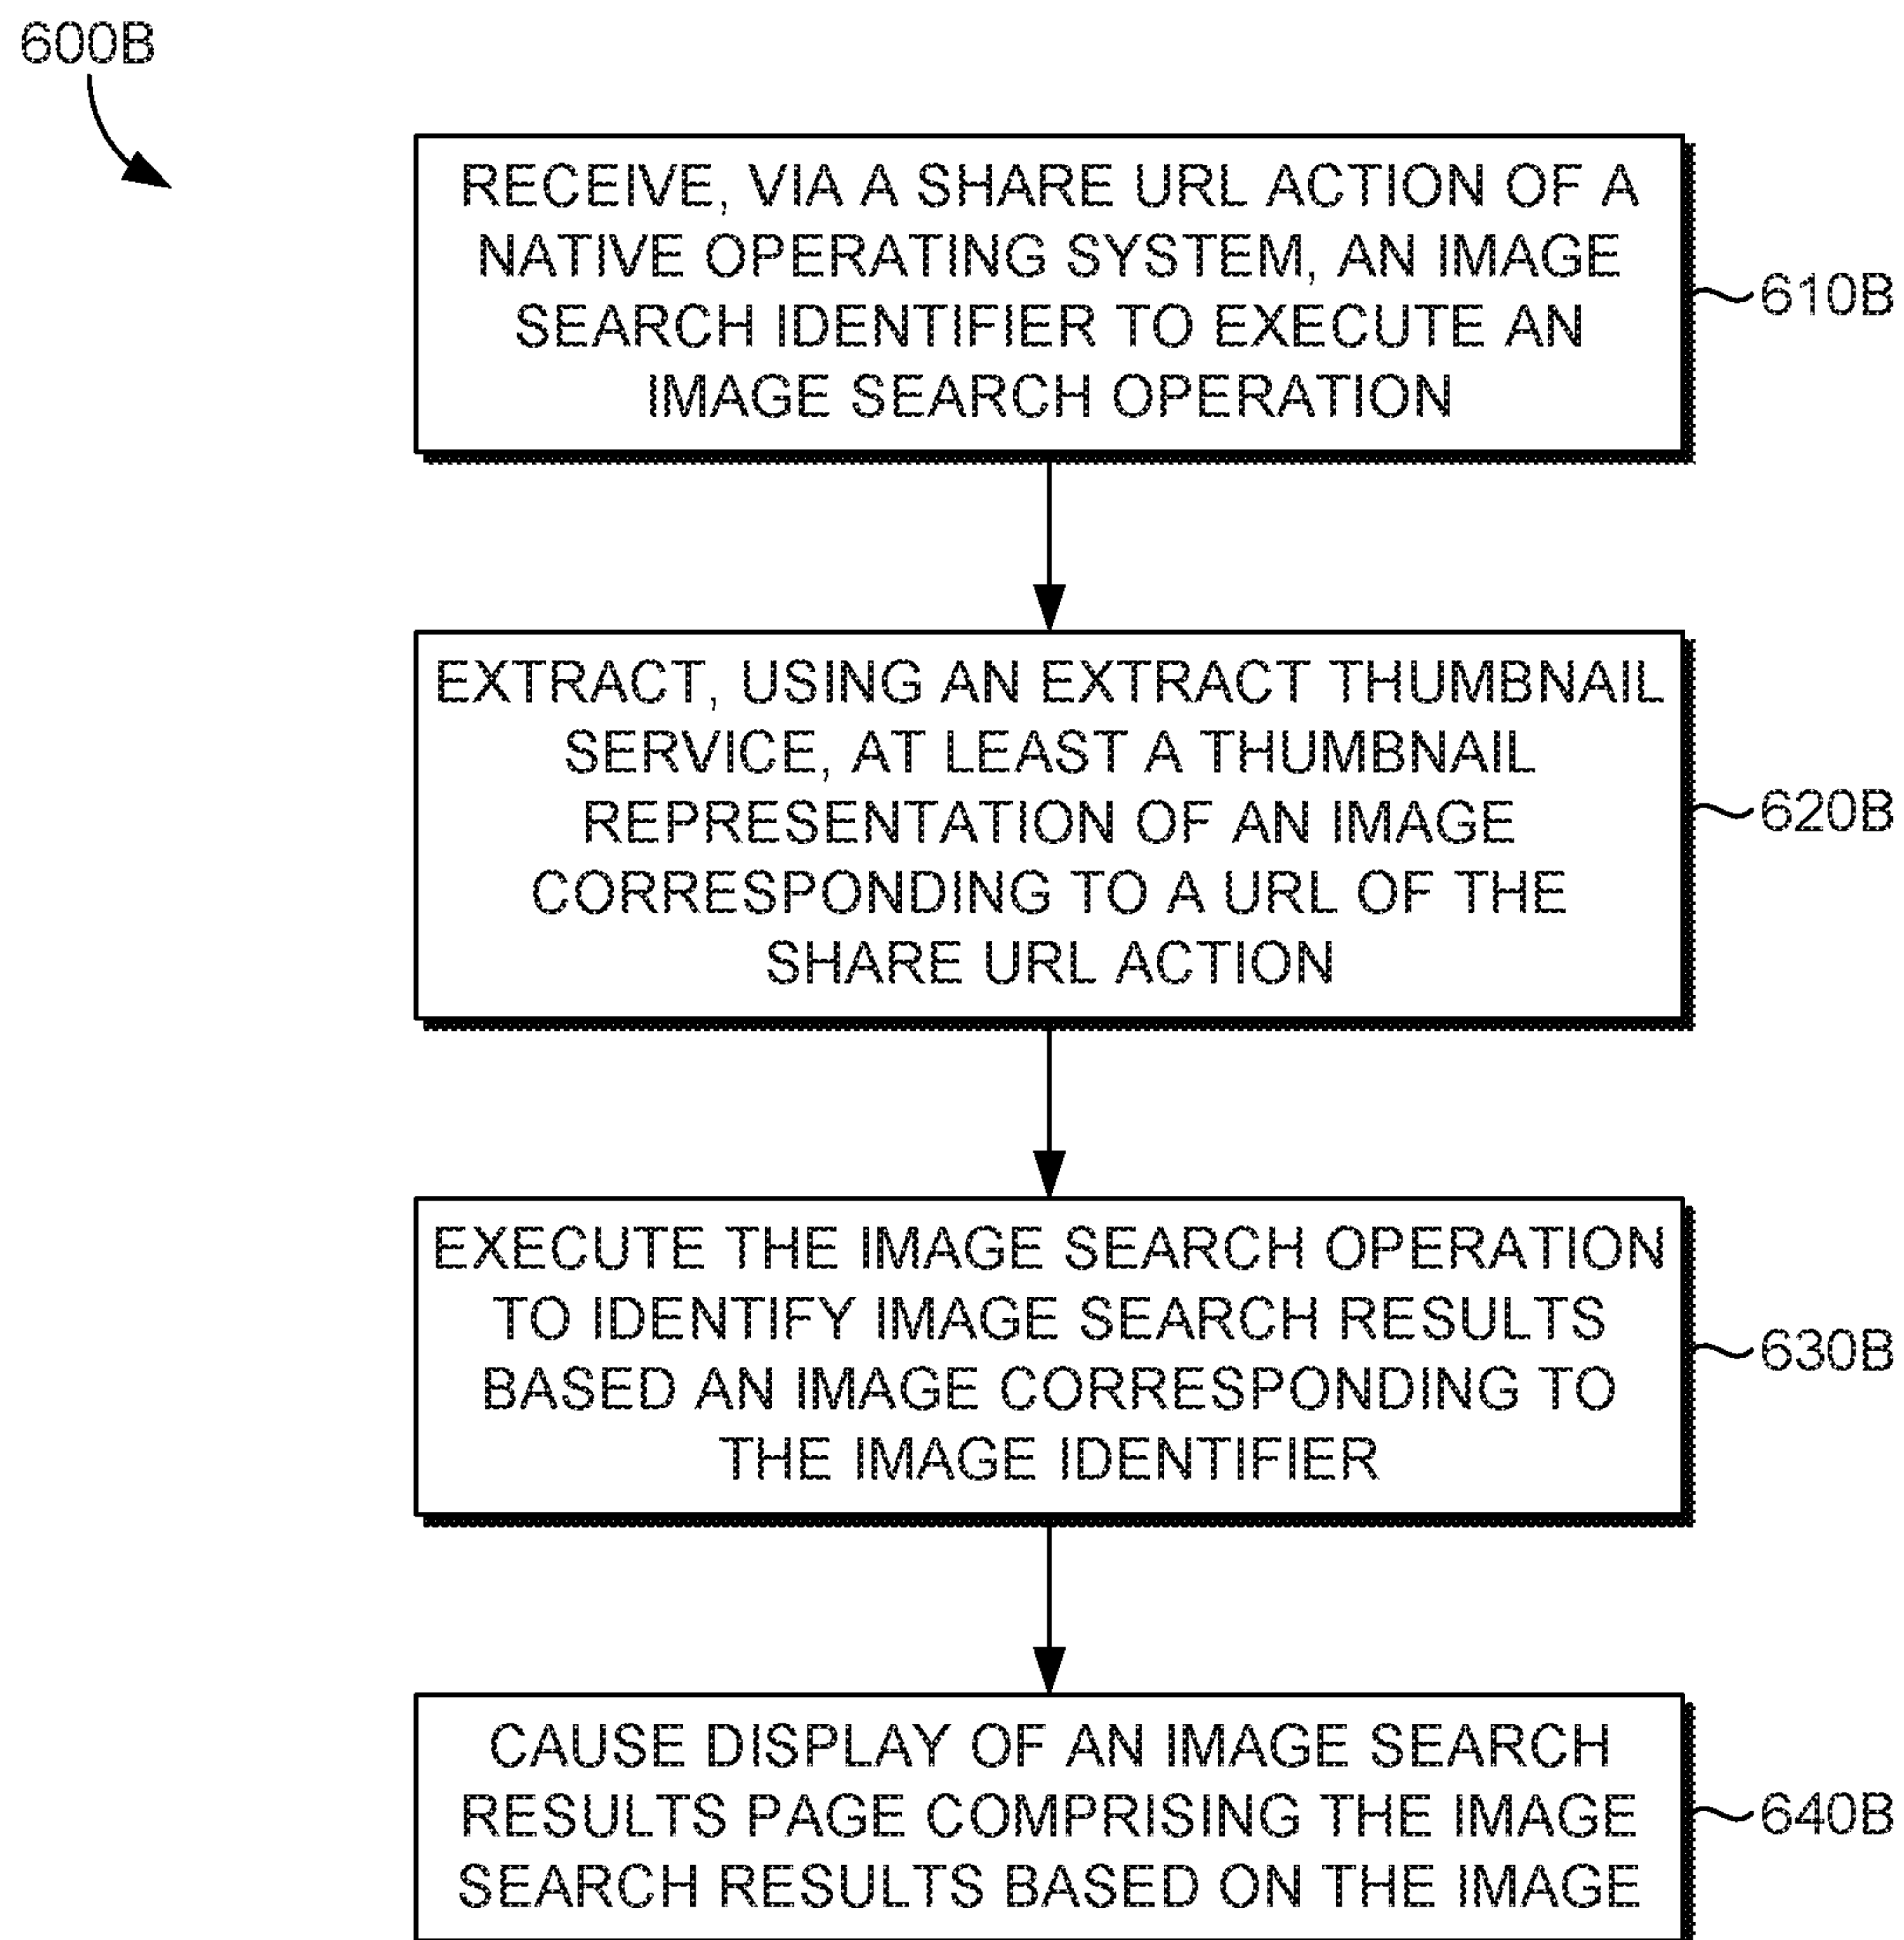 600B
RECEIVE, VIA A SHARE URL ACTION OF A
NATIVE OPERATING SYSTEM, AN IMAGE
SEARCH IDENTIFIER TO EXECUTE AN
IMAGE SEARCH OPERATION
610B
EXTRACT, USING AN EXTRACT THUMBNAIL
SERVICE, AT LEAST A THUMBNAIL
REPRESENTATION OF AN IMAGE
CORRESPONDING TO A URL OF THE
SHARE URL ACTION
620B
EXECUTE THE IMAGE SEARCH OPERATION
TO IDENTIFY IMAGE SEARCH RESULTS
BASED AN IMAGE CORRESPONDING TO
THE IMAGE IDENTIFIER
630B
CAUSE DISPLAY OF AN IMAGE SEARCH
RESULTS PAGE COMPRISING THE IMAGE
SEARCH RESULTS BASED ON THE IMAGE
640B